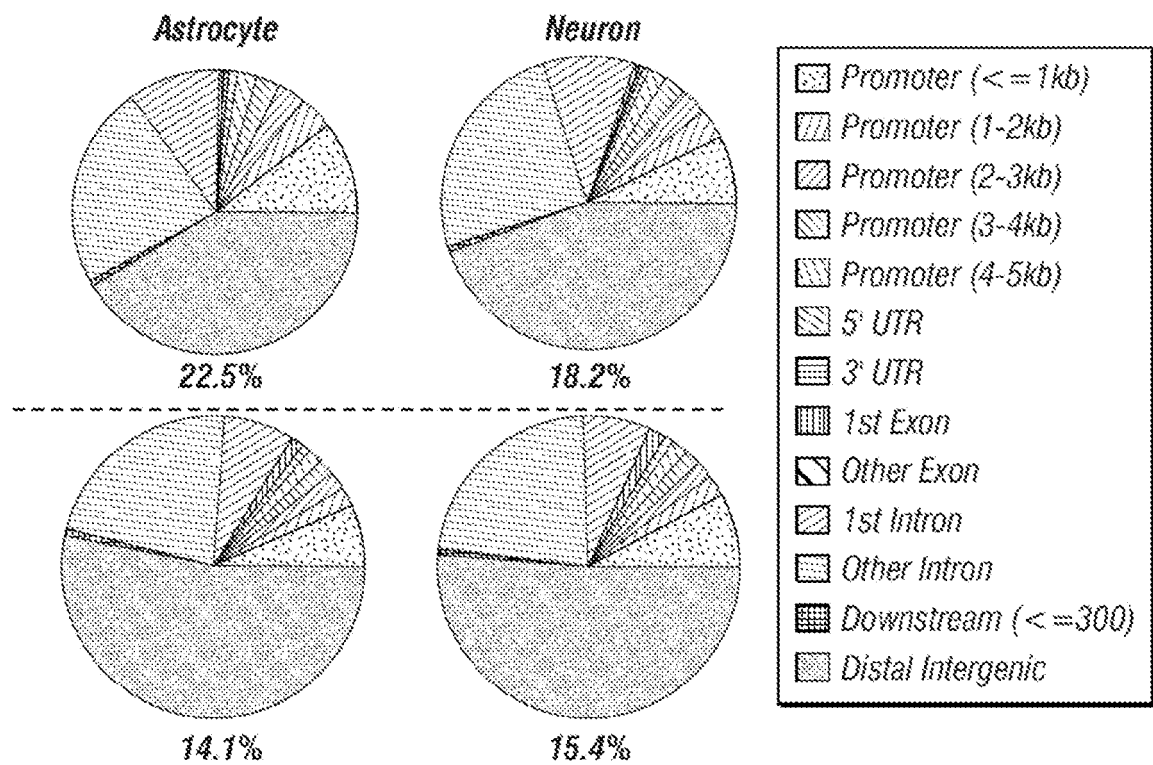 Astrocyte
Neuron
22.5%
18.2%
14.1%
15.4%
Promoter (<=1kb)
Promoter (1-2kb)
Promoter (2-3kb)
Promoter (3-4kb)
Promoter (4-5kb)
5' UTR
3' UTR
1st Exon
Other Exon
1st Intron
Other Intron
Downstream (<=300)
Distal Intergenic